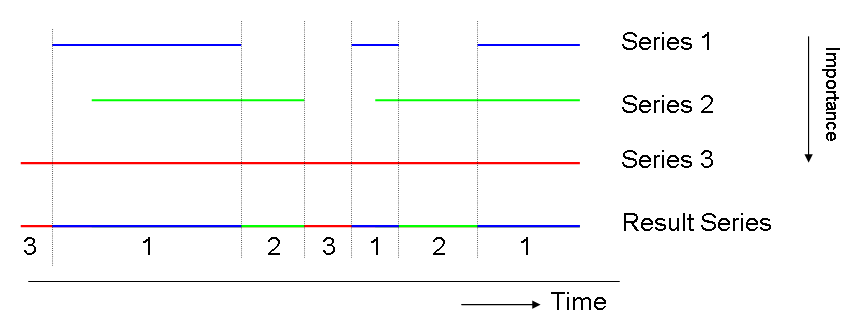 Series 1
Importance
Series 2
Series 3
Result Series
3 1 2 3 1 2 1
Time